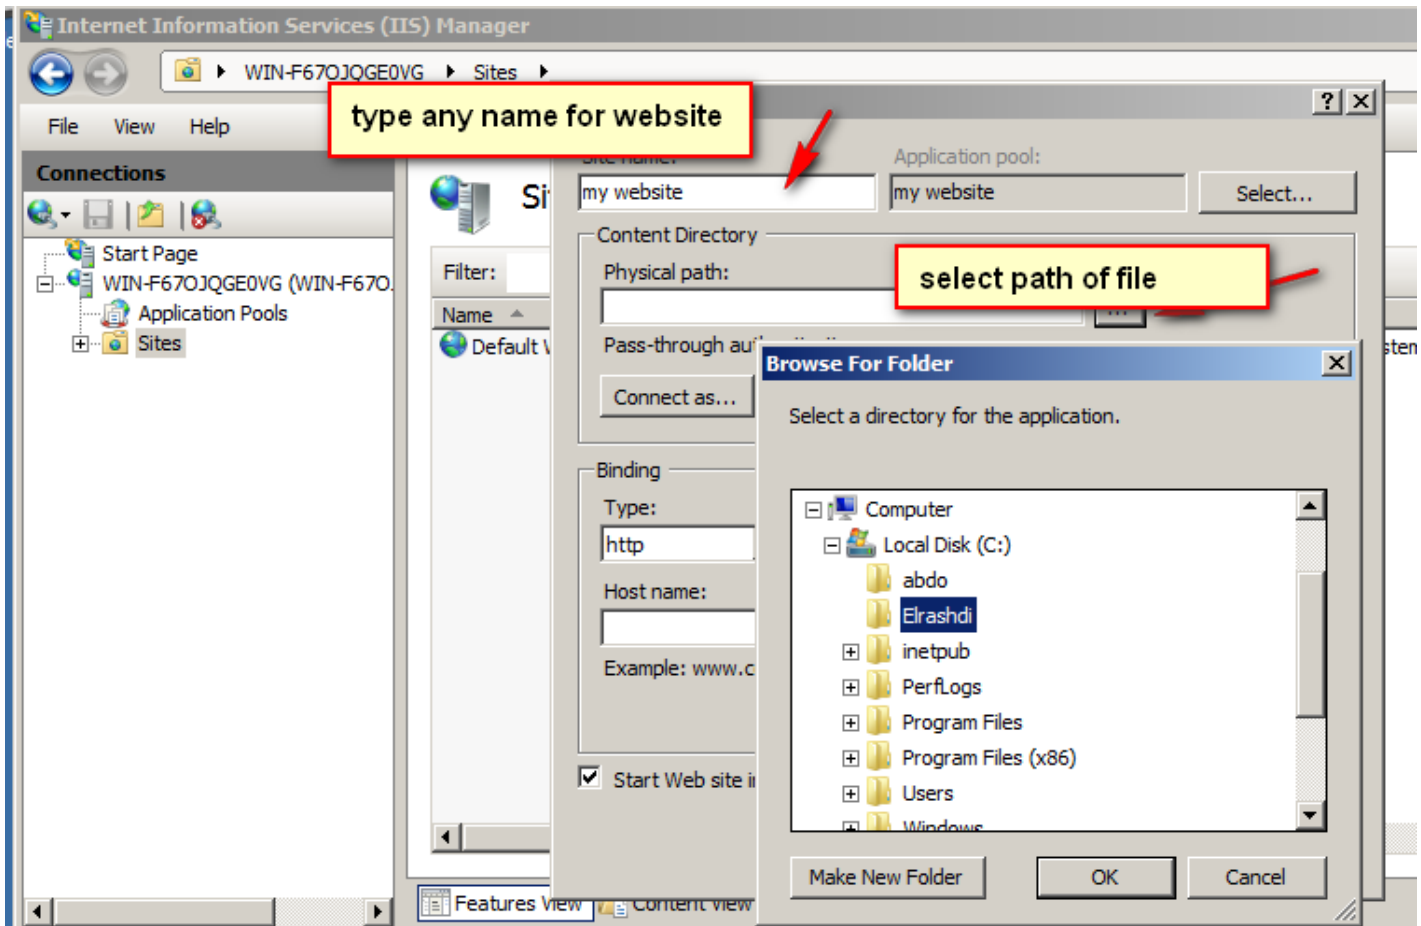 Internet Information Services (IIS) Manager
WIN-F67OJQGE0VG Sites
File View Help
type any name for website
Connections
Site name:
Application pool:
my website
my website
Select...
Start Page
WIN-F67OJQGE0VG (WIN-F67O
Application Pools
Sites
Filter:
Name
Default
Content Directory
Physical path:
select path of file
...
Pass-through
Connect as...
Binding
Type:
http
Host name:
Example: www.c
Start Web site i
Browse For Folder
Select a directory for the application.
Computer
Local Disk (C:)
abdo
Elrashdi
inetpub
PerfLogs
Program Files
Program Files (x86)
Users
Windows
Make New Folder
OK
Cancel
Features View
Content View